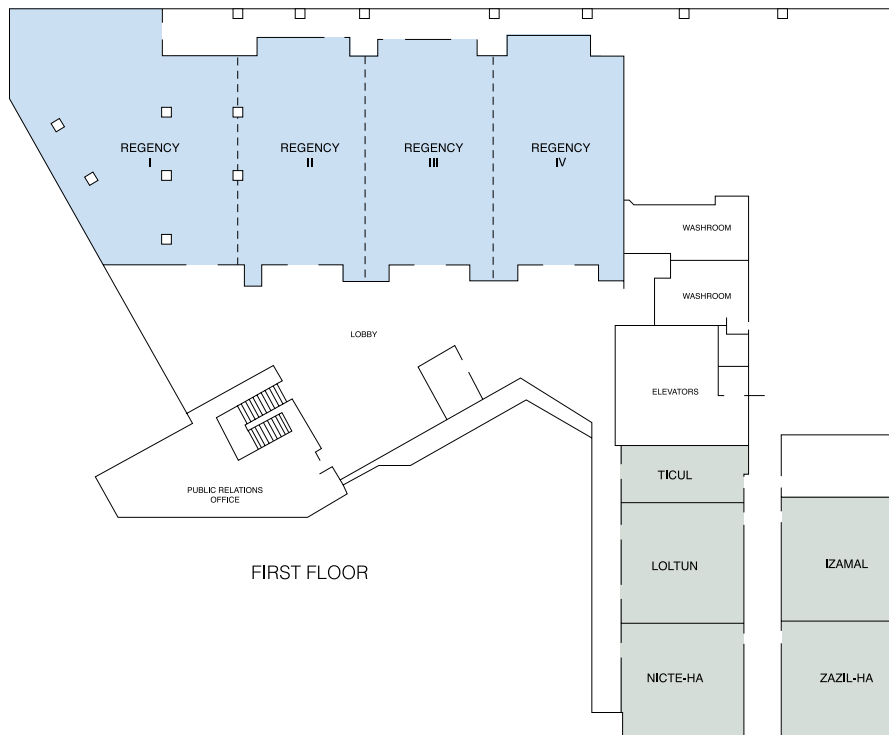 REGENCY
I
REGENCY
II
REGENCY
III
REGENCY
IV
WASHROOM
WASHROOM
LOBBY
ELEVATORS
TICUL
PUBLIC RELATIONS
OFFICE
LOLTUN
IZAMAL
FIRST FLOOR
NICTE-HA
ZAZIL-HA